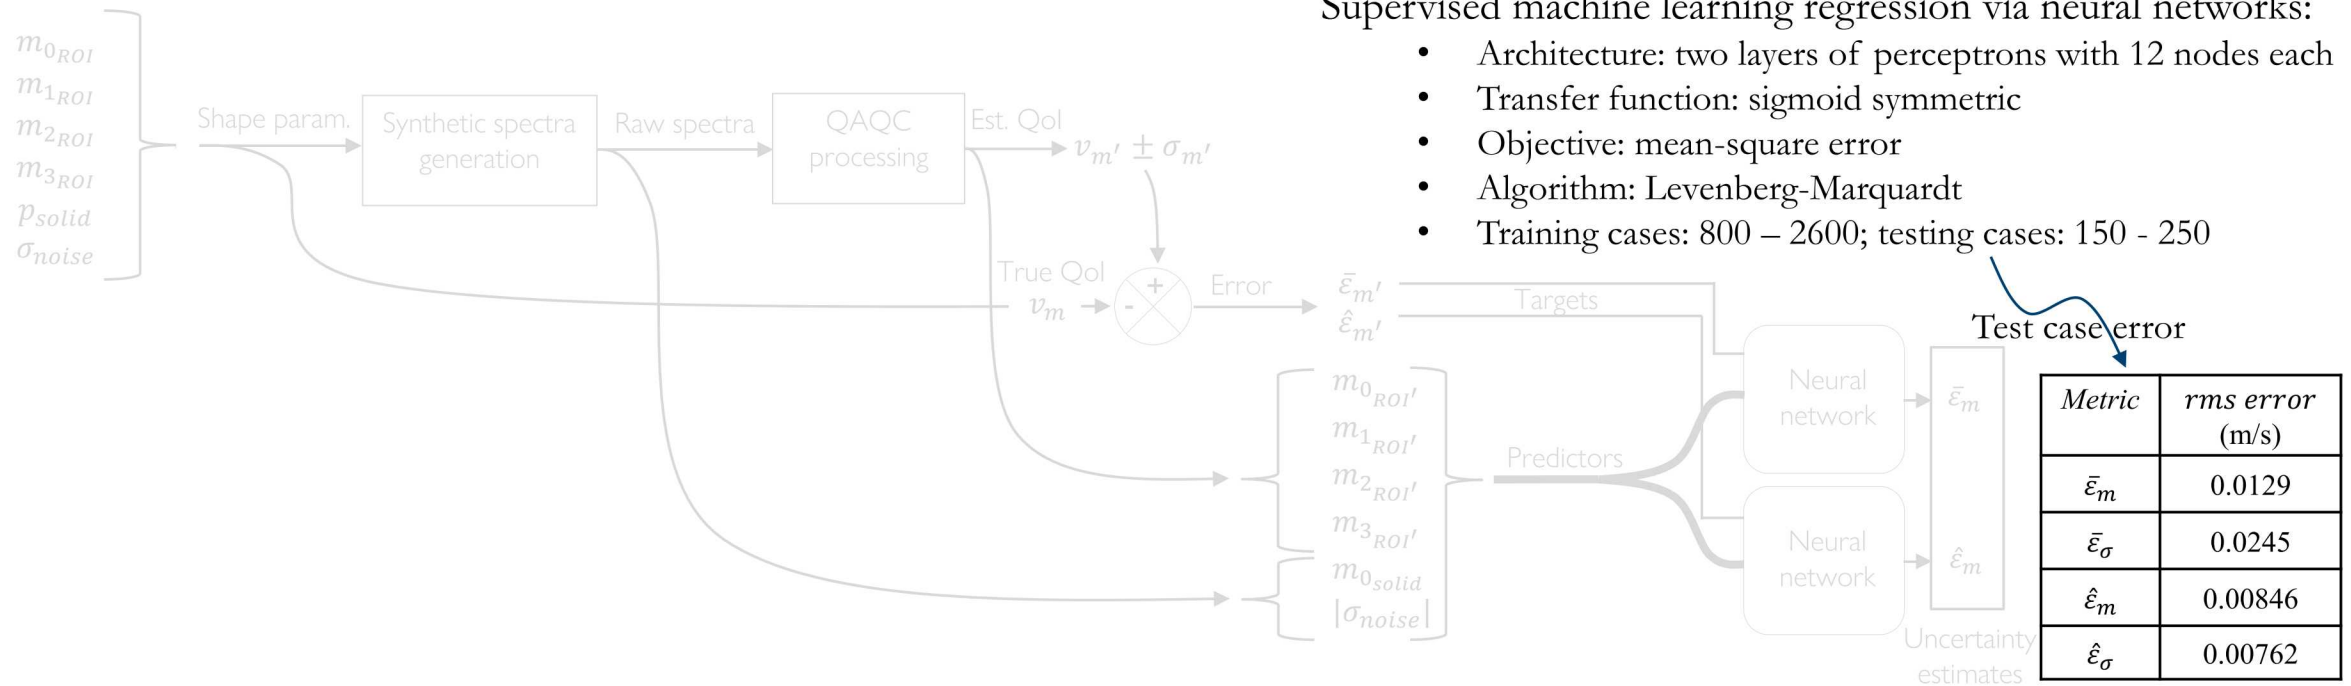 Supervised machine learning regression via neural networks:
• Architecture: two layers of perceptrons with 12 nodes each
• Transfer function: sigmoid symmetric
• Objective: mean-square error
• Algorithm: Levenberg-Marquardt
• Training cases: 800 – 2600; testing cases: 150 - 250
m₀ROI
m₁ROI
m₂ROI
m₃ROI
pₛₒₗᵢd
σnoise
Shape param.
Synthetic spectra
generation
Raw spectra
QAQC
processing
Est. QoI
vm′ ± σm′
True QoI
vm
-
+
Error
ε̄m′
ε̂m′
Targets
m₀ROI′
m₁ROI′
m₂ROI′
m₃ROI′
m₀solid
|σnoise|
Predictors
Neural
network
Neural
network
ε̄m
ε̂m
Uncertainty
estimates
Test case error
Metric rms error
(m/s)
ε̄m 0.0129
ε̄σ 0.0245
ε̂m 0.00846
ε̂σ 0.00762